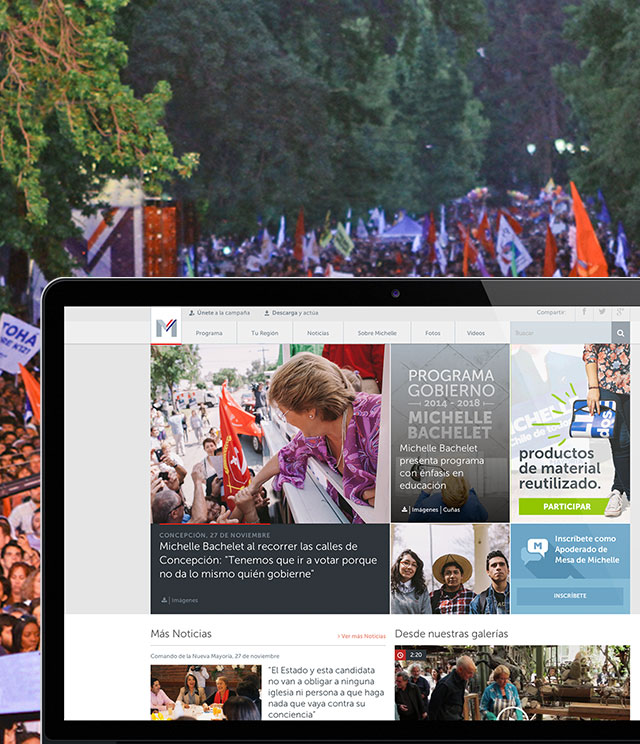 Únete a la campaña
Descarga y actúa
Compartir:
M
Programa
Tu Región
Noticias
Sobre Michelle
Fotos
Videos
Buscar
TOHÁ
PROGRAMA
GOBIERNO
2014 - 2018
MICHELLE
BACHELET
Michelle Bachelet
presenta programa
con énfasis en
educación
Imágenes | Cuñas
productos
de material
reutilizado.
PARTICIPAR
CONCEPCIÓN, 27 DE NOVIEMBRE
Michelle Bachelet al recorrer las calles de
Concepción: "Tenemos que ir a votar porque
no da lo mismo quién gobierne"
Imágenes
Inscríbete como
Apoderado de
Mesa de Michelle
INSCRÍBETE
Más Noticias
Ver más Noticias
Desde nuestras galerías
Comando de la Nueva Mayoría, 27 de noviembre
"El Estado y esta candidata
no van a obligar a ninguna
iglesia ni persona a que haga
nada que vaya contra su
conciencia"
2:20